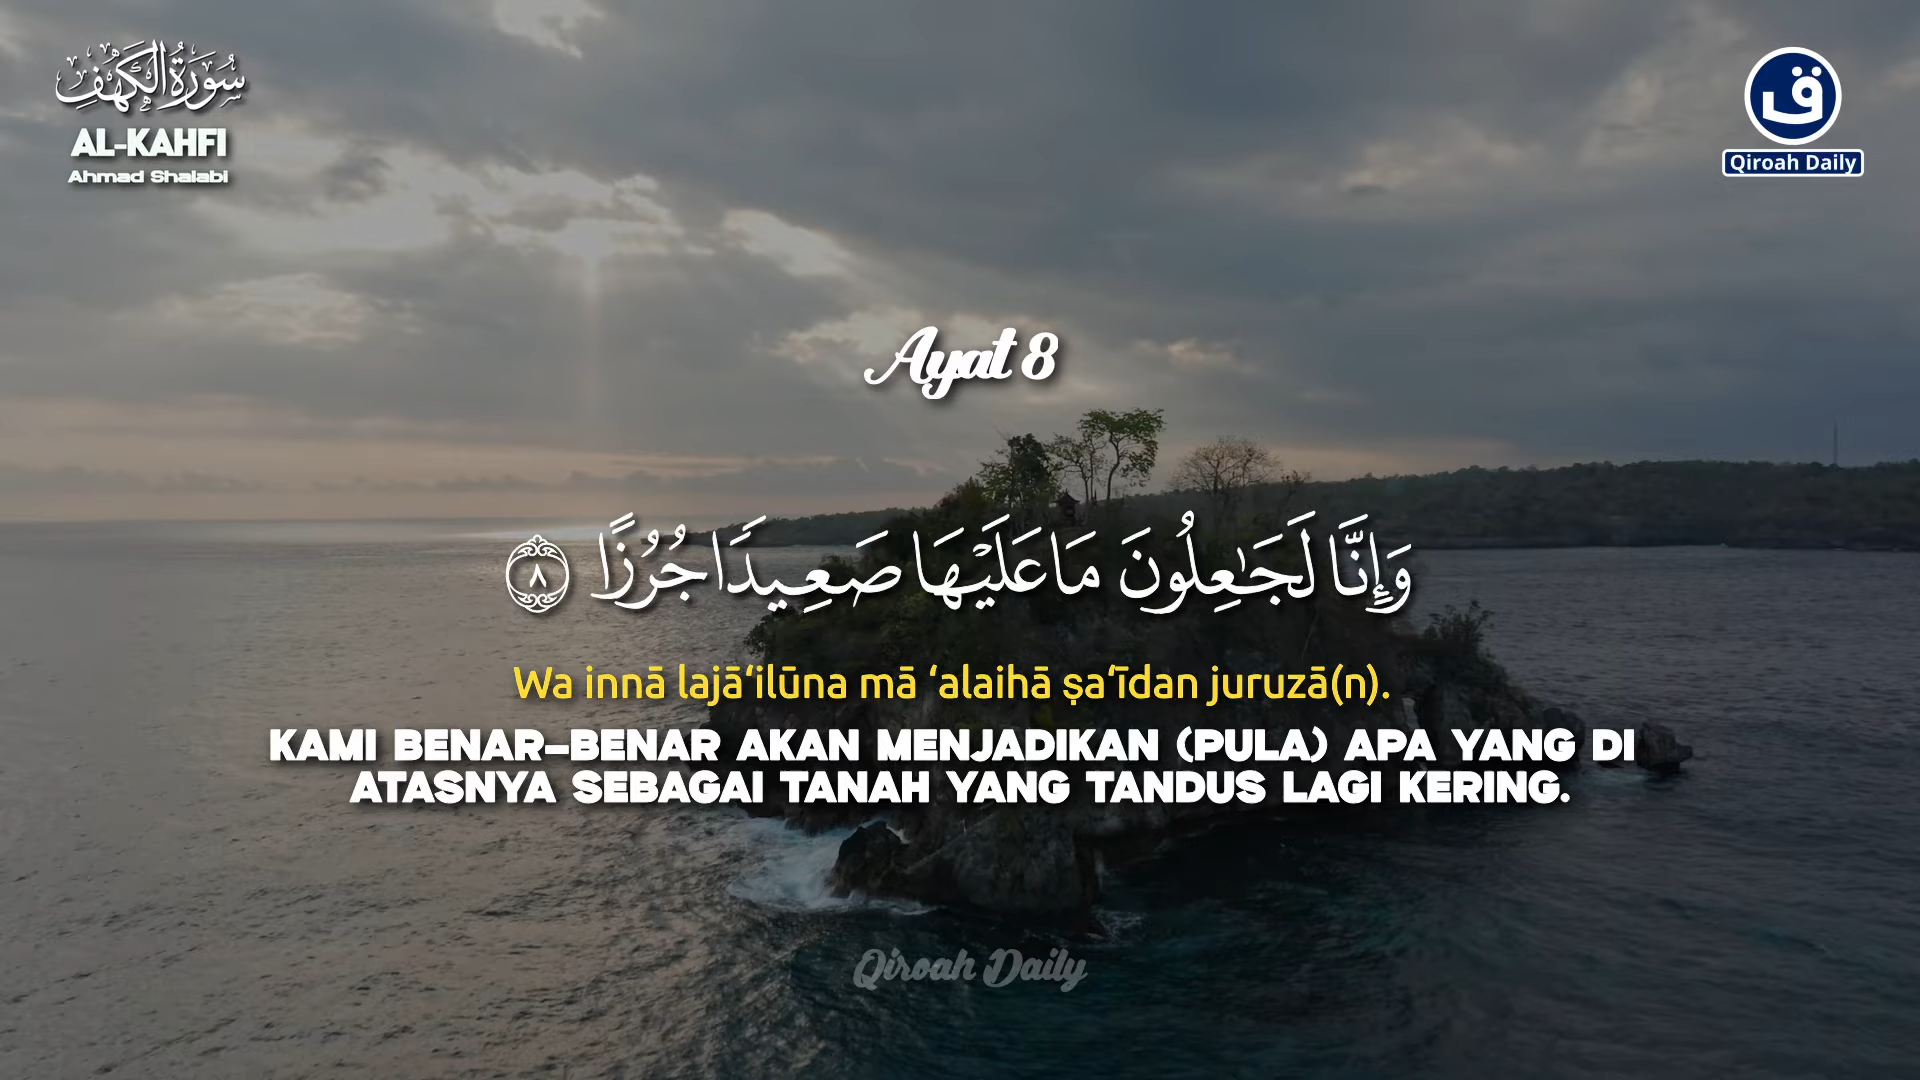 سُورَةُ الْكَهْفِ
AL-KAHFI
Ahmad Shalabi
ق
Qiroah Daily
Ayat 8
وَإِنَّا لَجَٰعِلُونَ مَا عَلَيْهَا صَعِيدًا جُرُزًا ۝٨
Wa innā lajā‘ilūna mā ‘alaihā ṣa‘īdan juruzā(n).
KAMI BENAR-BENAR AKAN MENJADIKAN (PULA) APA YANG DI
ATASNYA SEBAGAI TANAH YANG TANDUS LAGI KERING.
Qiroah Daily